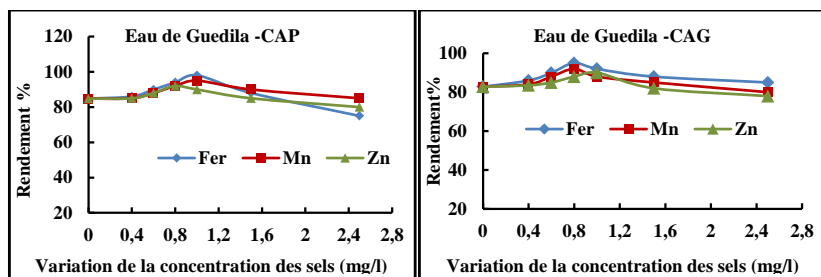 Eau de Guedila -CAP
120
100
80
60
40
20
Rendement %
Fer Mn Zn
0 0,4 0,8 1,2 1,6 2 2,4 2,8
Variation de la concentration des sels (mg/l)
Eau de Guedila -CAG
100
80
60
40
20
Rendement%
Fer Mn Zn
0 0,4 0,8 1,2 1,6 2 2,4 2,8
Variation de la concentration des sels (mg/l)